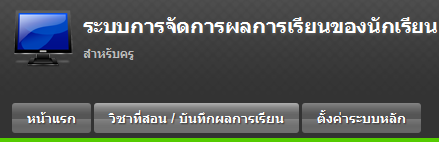 ระบบการจัดการผลการเรียนของนักเรียน
สำหรับครู
หน้าแรก วิชาที่สอน / บันทึกผลการเรียน ตั้งค่าระบบหลัก